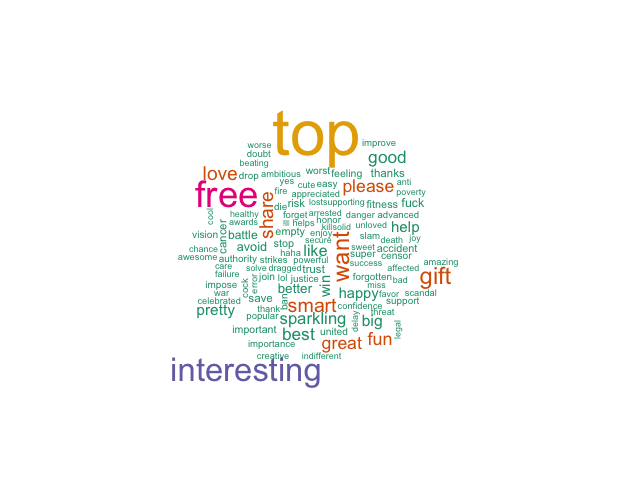 top
worse
improve
doubt
good
beating
love
drop
ambitious
worst
feeling
thanks
yes
cute
easy
please
anti
free
share
fire
appreciated
poverty
die
risk
lost
supporting
fitness
fuck
cool
healthy
forget
arrested
danger
advanced
awards
ill
helps
honor
killed
solid
unloved
help
vision
cancer
battle
empty
enjoy
want
slam
death
joy
avoid
stop
secure
like
sweet
accident
chance
haha
super
censor
awesome
authority
strikes
powerful
success
affected
amazing
care
solve
dragged
trust
forgotten
bad
gift
failure
cock
error
join
lol
justice
win
miss
impose
better
happy
favor
scandal
war
celebrated
save
ban
smart
confidence
support
pretty
thank
delay
threat
popular
sparkling
big
legal
important
best
united
great
fun
importance
creative
indifferent
interesting